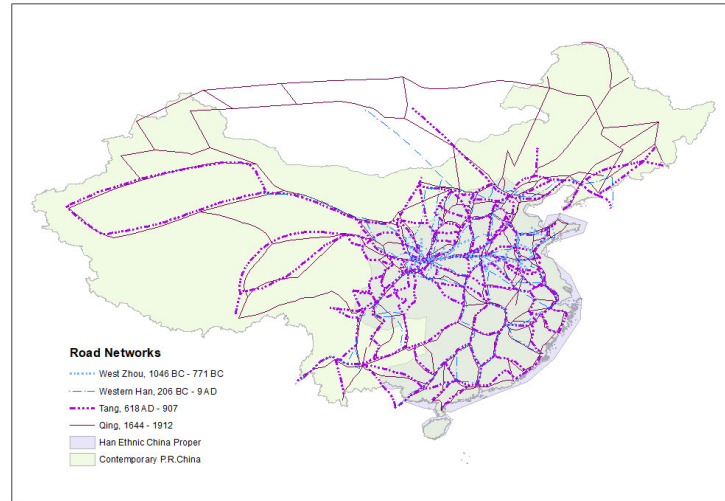 Road Networks
West Zhou, 1046 BC - 771 BC
Western Han, 206 BC - 9 AD
Tang, 618 AD - 907
Qing, 1644 - 1912
Han Ethnic China Proper
Contemporary P.R.China